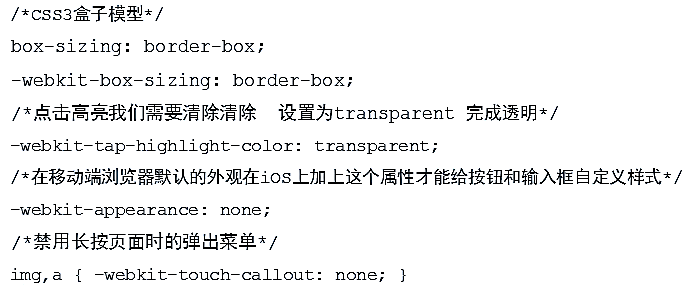 /*CSS3盒子模型*/
box-sizing: border-box;
-webkit-box-sizing: border-box;
/*点击高亮我们需要清除清除  设置为transparent 完成透明*/
-webkit-tap-highlight-color: transparent;
/*在移动端浏览器默认的外观在iOS上加上这个属性才能给按钮和输入框自定义样式*/
-webkit-appearance: none;
/*禁用长按页面时的弹出菜单*/
img,a { -webkit-touch-callout: none; }